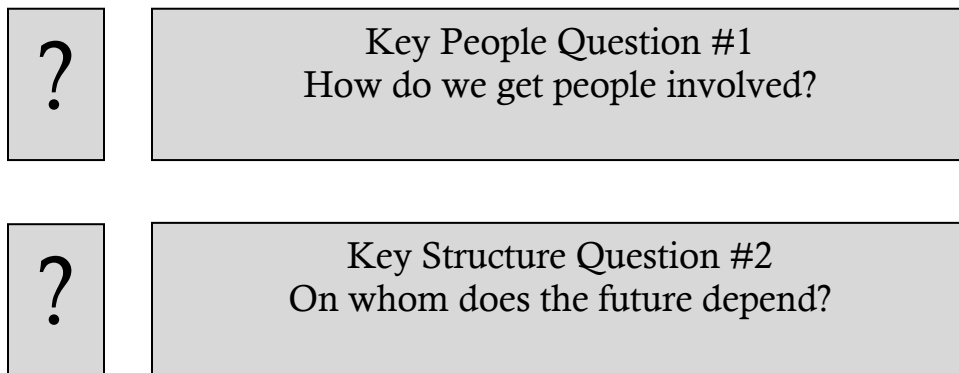 ?
Key People Question #1
How do we get people involved?
?
Key Structure Question #2
On whom does the future depend?